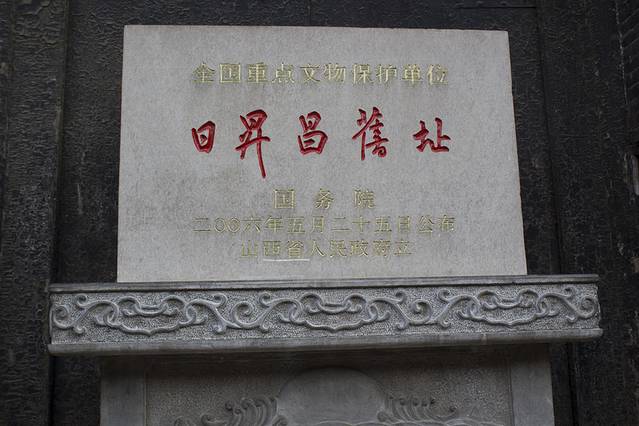 全国重点文物保护单位
日昇昌舊址
国务院
二〇〇六年五月二十五日公布
山西省人民政府立